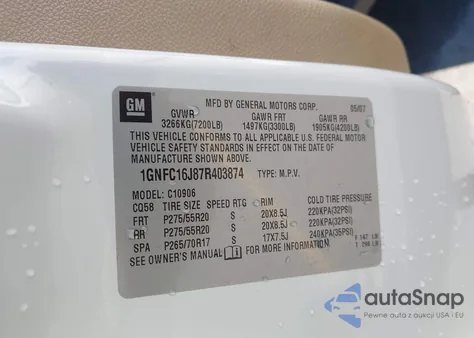 GM
MFD BY GENERAL MOTORS CORP. 05/07
GVWR GAWR FRT GAWR RR
3266KG(7200LB) 1497KG(3300LB) 1905KG(4200LB)
THIS VEHICLE CONFORMS TO ALL APPLICABLE U.S. FEDERAL MOTOR
VEHICLE SAFETY STANDARDS IN EFFECT ON THE DATE OF
MANUFACTURE SHOWN ABOVE.
1GNFC16J87R403874 TYPE: M.P.V.
MODEL: C10906
CQ58 TIRE SIZE SPEED RTG RIM COLD TIRE PRESSURE
FRT P275/55R20 S 20X8.5J 220KPA(32PSI)
RR P275/55R20 S 20X8.5J 220KPA(32PSI)
SPA P265/70R17 S 17X7.5J 240KPA(35PSI)
SEE OWNER'S MANUAL FOR MORE INFORMATION
autoSnap
Pewne auta z aukcji USA - EU